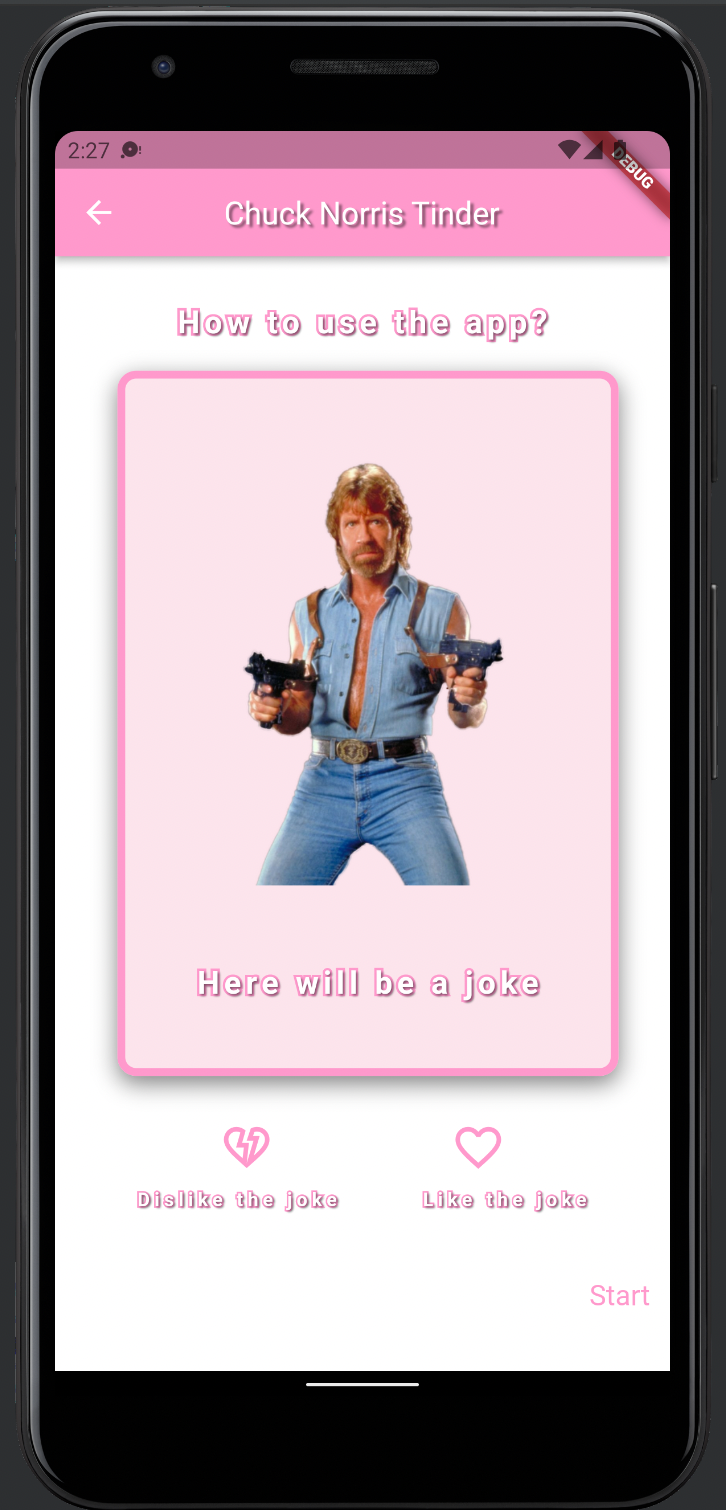 2:27
DEBUG
Chuck Norris Tinder
How to use the app?
Here will be a joke
Dislike the joke
Like the joke
Start